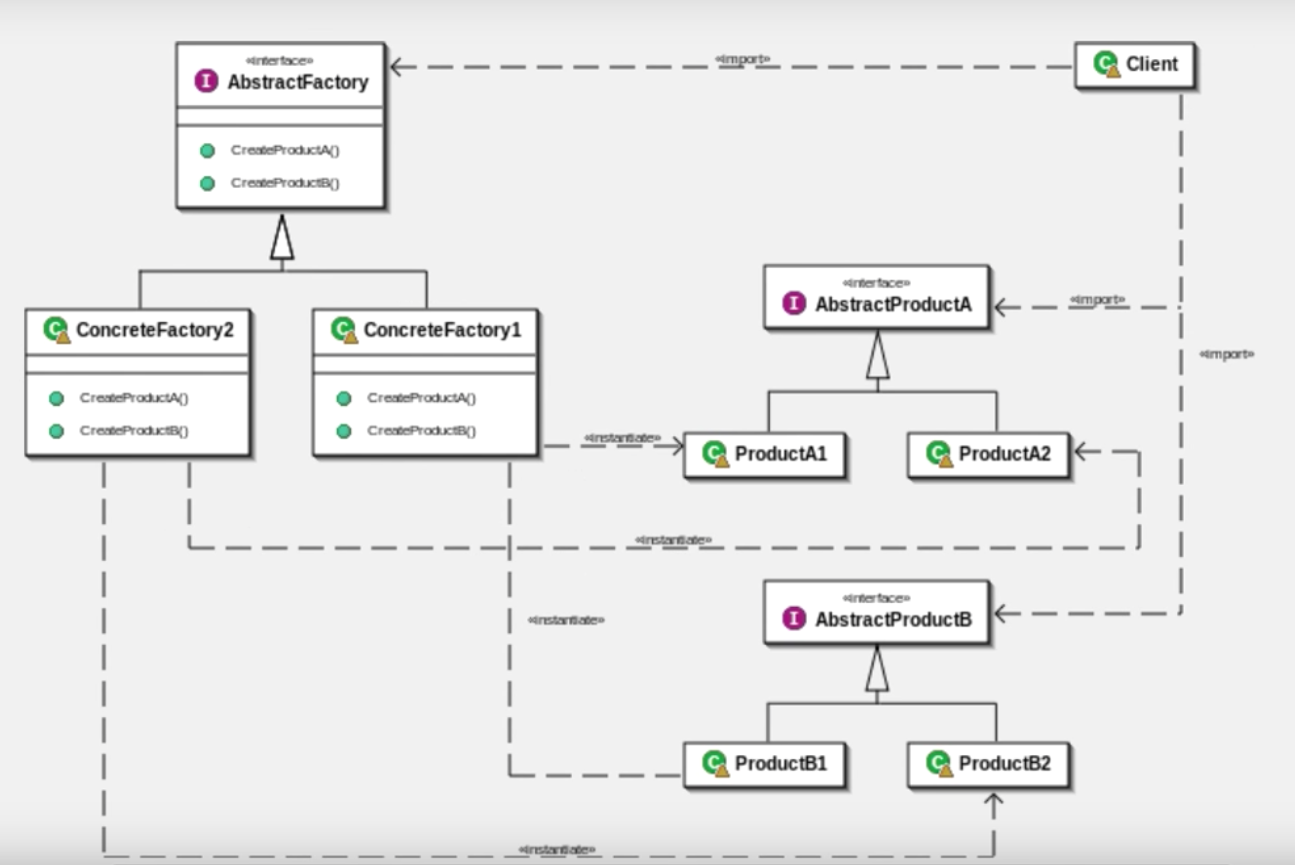 «interface»
I AbstractFactory
CreateProductA()
CreateProductB()
«import»
C Client
C ConcreteFactory2
CreateProductA()
CreateProductB()
C ConcreteFactory1
CreateProductA()
CreateProductB()
«interface»
I AbstractProductA
«import»
«import»
«instantiate»
C ProductA1
C ProductA2
«instantiate»
«instantiate»
«interface»
I AbstractProductB
C ProductB1
C ProductB2
«instantiate»